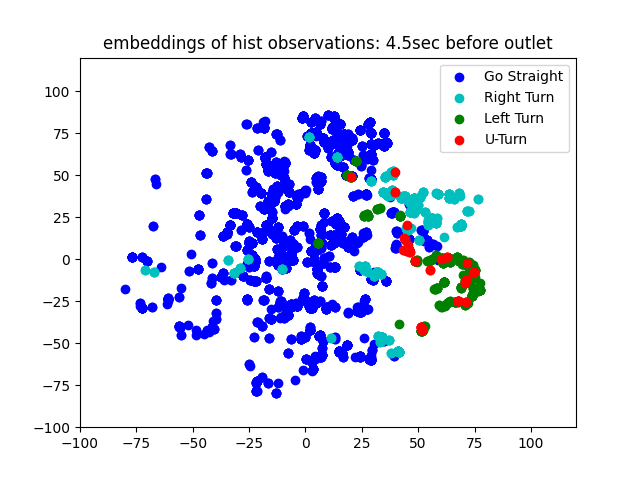 embeddings of hist observations: 4.5sec before outlet
Go Straight
Right Turn
Left Turn
U-Turn
100
75
50
25
0
−25
−50
−75
−100
−100 −75 −50 −25 0 25 50 75 100